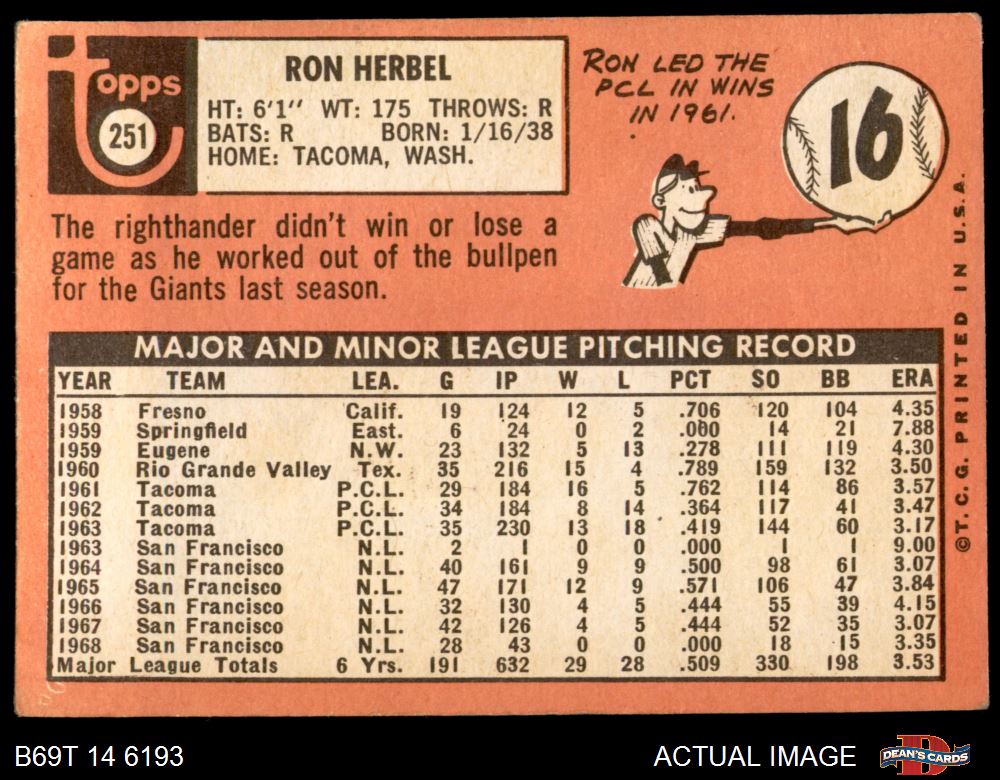 topps
251
RON HERBEL
HT: 6'1" WT: 175 THROWS: R
BATS: R BORN: 1/16/38
HOME: TACOMA, WASH.
RON LED THE
PCL IN WINS
IN 1961.
16
The righthander didn't win or lose a
game as he worked out of the bullpen
for the Giants last season.
MAJOR AND MINOR LEAGUE PITCHING RECORD
YEAR TEAM LEA. G IP W L PCT SO BB ERA
1958 Fresno Calif. 19 124 12 5 .706 120 104 4.35
1959 Springfield East. 6 24 0 2 .000 14 21 7.88
1959 Eugene N.W. 23 132 5 13 .278 111 119 4.30
1960 Rio Grande Valley Tex. 35 216 15 4 .789 159 132 3.50
1961 Tacoma P.C.L. 29 184 16 5 .762 114 86 3.57
1962 Tacoma P.C.L. 34 184 8 14 .364 117 41 3.47
1963 Tacoma P.C.L. 35 230 13 18 .419 144 60 3.17
1963 San Francisco N.L. 2 1 0 0 .000 1 1 9.00
1964 San Francisco N.L. 40 161 9 9 .500 98 61 3.07
1965 San Francisco N.L. 47 171 12 9 .571 106 47 3.84
1966 San Francisco N.L. 32 130 4 5 .444 55 39 4.15
1967 San Francisco N.L. 42 126 4 5 .444 52 35 3.07
1968 San Francisco N.L. 28 43 0 0 .000 18 15 3.35
Major League Totals 6 Yrs. 191 632 29 28 .509 330 198 3.53
©T.C.G. PRINTED IN U.S.A.
B69T 14 6193
ACTUAL IMAGE
DEAN'S CARDS